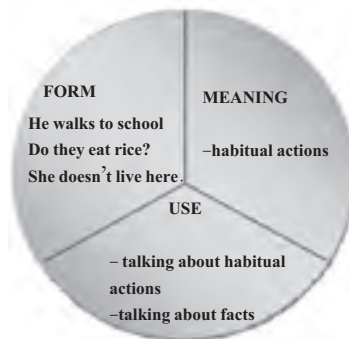 FORM
He walks to school
Do they eat rice?
She doesn't live here.
MEANING
–habitual actions
USE
– talking about habitual
actions
–talking about facts